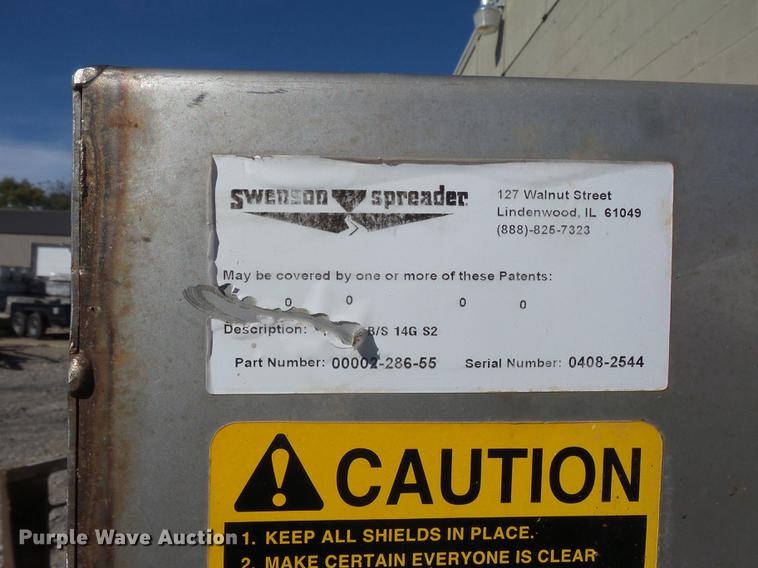 Swenson spreader
127 Walnut Street
Lindenwood, IL 61049
(888)-825-7323
May be covered by one or more of these Patents:
0 0 0 0
Description: B/S 14G S2
Part Number: 00002-286-55 Serial Number: 0408-2544
CAUTION
1. KEEP ALL SHIELDS IN PLACE.
2. MAKE CERTAIN EVERYONE IS CLEAR
Purple Wave Auction